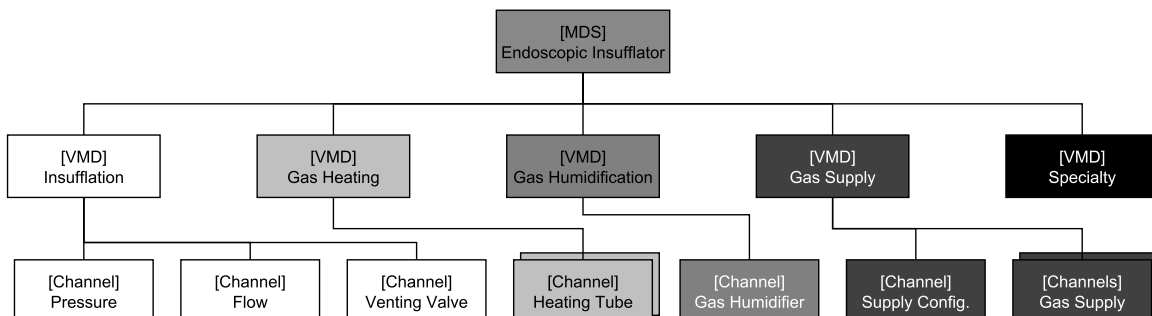 [MDS]
Endoscopic Insufflator
[VMD]
Insufflation
[VMD]
Gas Heating
[VMD]
Gas Humidification
[VMD]
Gas Supply
[VMD]
Specialty
[Channel]
Pressure
[Channel]
Flow
[Channel]
Venting Valve
[Channel]
Heating Tube
[Channel]
Gas Humidifier
[Channel]
Supply Config.
[Channels]
Gas Supply